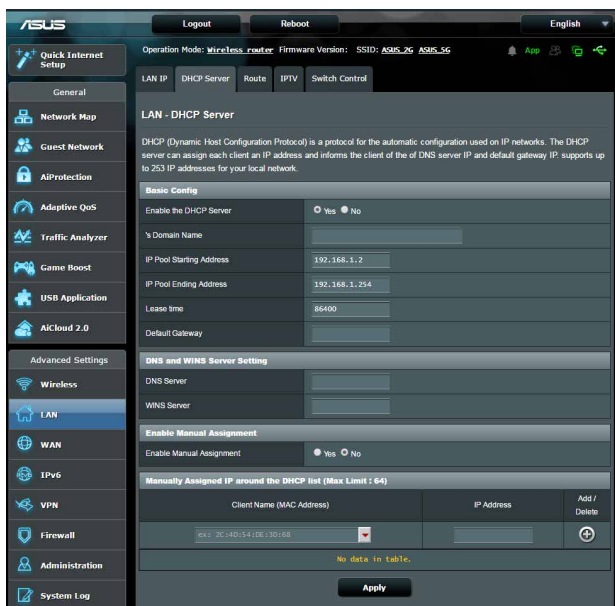 ASUS
Logout
Reboot
English
Quick Internet Setup
Operation Mode: Wireless router Firmware Version: SSID: ASUS_2G ASUS_5G
App
LAN IP
DHCP Server
Route
IPTV
Switch Control
General
Network Map
Guest Network
AiProtection
Adaptive QoS
Traffic Analyzer
Game Boost
USB Application
AiCloud 2.0
Advanced Settings
Wireless
LAN
WAN
IPv6
VPN
Firewall
Administration
System Log
LAN - DHCP Server
DHCP (Dynamic Host Configuration Protocol) is a protocol for the automatic configuration used on IP networks. The DHCP
server can assign each client an IP address and informs the client of the of DNS server IP and default gateway IP. supports up
to 253 IP addresses for your local network.
Basic Config
Enable the DHCP Server
Yes No
's Domain Name
IP Pool Starting Address
192.168.1.2
IP Pool Ending Address
192.168.1.254
Lease time
86400
Default Gateway
DNS and WINS Server Setting
DNS Server
WINS Server
Enable Manual Assignment
Enable Manual Assignment
Yes No
Manually Assigned IP around the DHCP list (Max Limit : 64)
Client Name (MAC Address)
IP Address
Add /
Delete
ex: 2C:4D:54:DE:3D:68
No data in table.
Apply